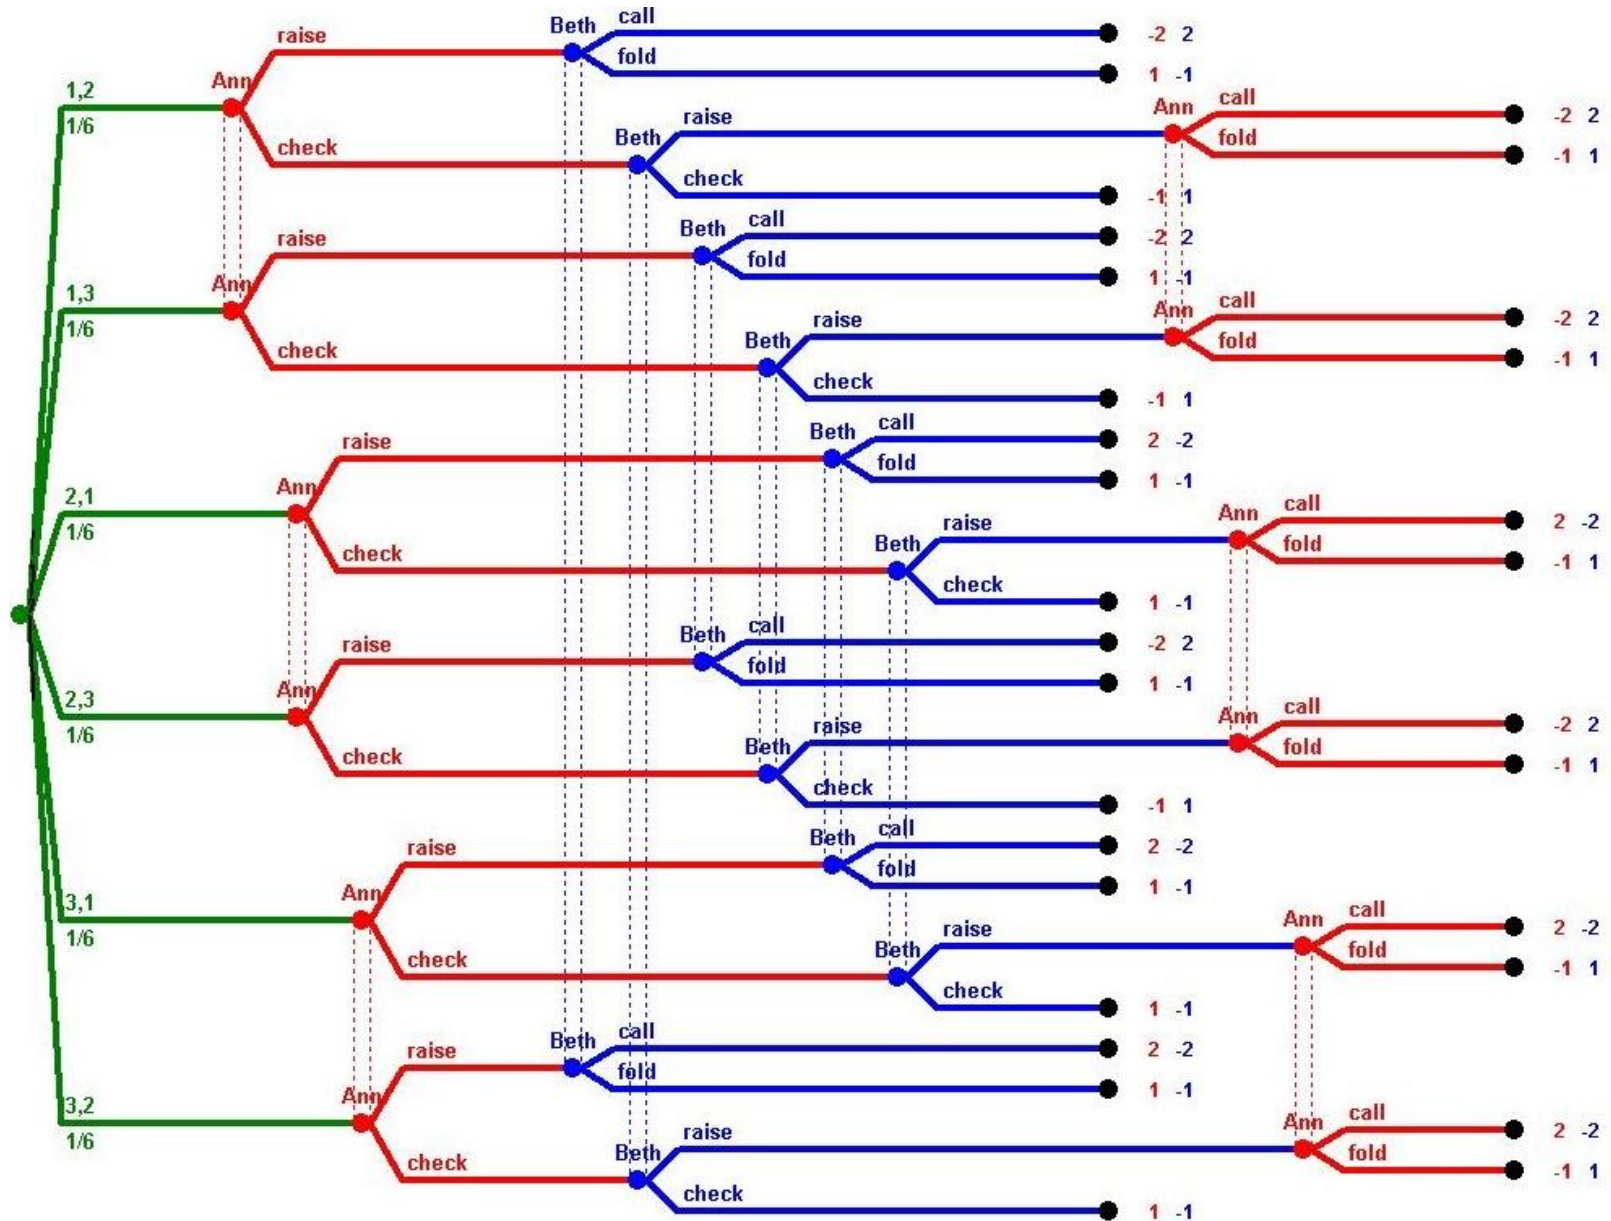 Beth call -2 2
raise fold 1 -1
Ann
1,2
1/6
Ann call -2 2
raise fold -1 1
Beth
check
check -1 1
Beth call -2 2
raise fold 1 -1
Ann
1,3
1/6
Ann call -2 2
raise fold -1 1
Beth
check
check -1 1
Beth call 2 -2
raise fold 1 -1
Ann
2,1
1/6
Ann call 2 -2
raise fold -1 1
Beth
check
check 1 -1
Beth call -2 2
raise fold 1 -1
Ann
2,3
1/6
Ann call -2 2
raise fold -1 1
Beth
check
check -1 1
Beth call 2 -2
raise fold 1 -1
Ann
3,1
1/6
Ann call 2 -2
raise fold -1 1
Beth
check
check 1 -1
Beth call 2 -2
raise fold 1 -1
Ann
3,2
1/6
Ann call 2 -2
raise fold -1 1
Beth
check
check 1 -1